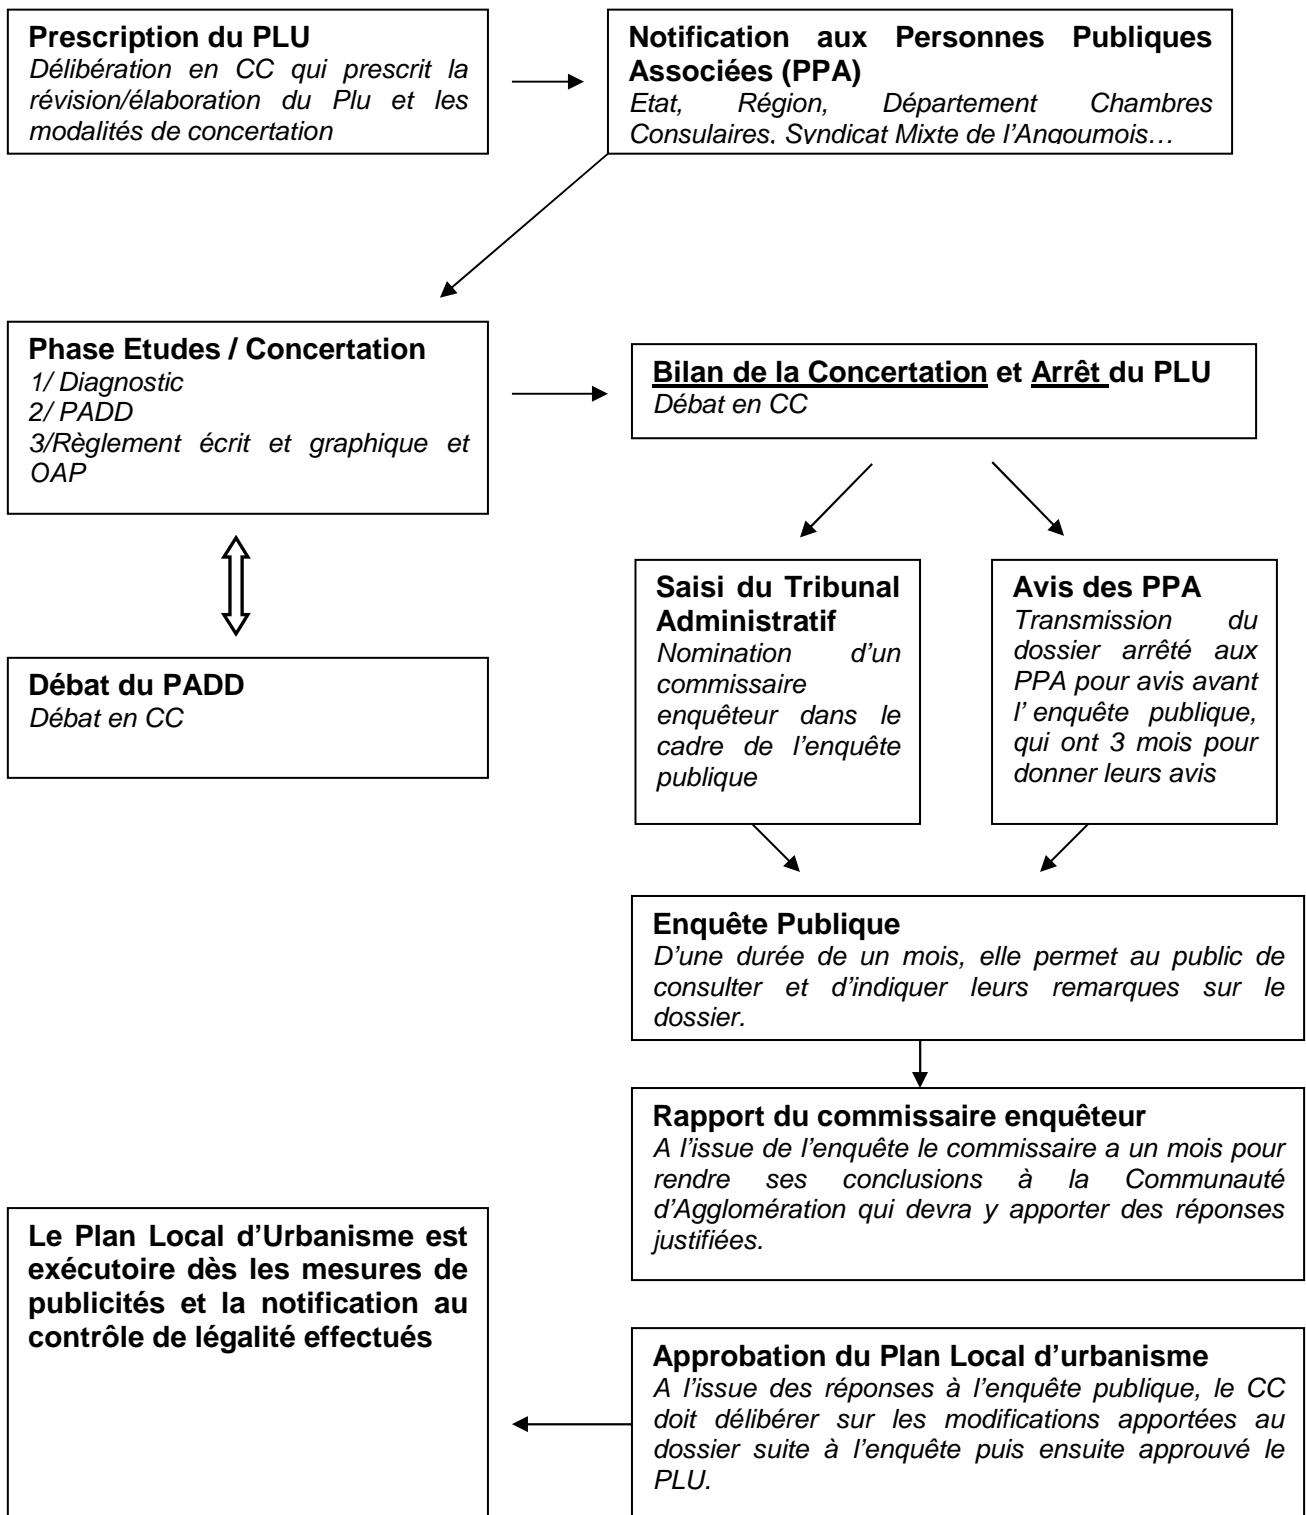 Prescription du PLU
Délibération en CC qui prescrit la
révision/élaboration du Plu et les
modalités de concertation
Notification aux Personnes Publiques
Associées (PPA)
Etat, Région, Département Chambres
Consulaires, Syndicat Mixte de l’Angoumois…
Phase Etudes / Concertation
1/ Diagnostic
2/ PADD
3/Règlement écrit et graphique et
OAP
Bilan de la Concertation et Arrêt du PLU
Débat en CC
Débat du PADD
Débat en CC
Saisi du Tribunal
Administratif
Nomination d’un
commissaire
enquêteur dans le
cadre de l’enquête
publique
Avis des PPA
Transmission du
dossier arrêté aux
PPA pour avis avant
l’ enquête publique,
qui ont 3 mois pour
donner leurs avis
Enquête Publique
D’une durée de un mois, elle permet au public de
consulter et d’indiquer leurs remarques sur le
dossier.
Rapport du commissaire enquêteur
A l’issue de l’enquête le commissaire a un mois pour
rendre ses conclusions à la Communauté
d’Agglomération qui devra y apporter des réponses
justifiées.
Approbation du Plan Local d’urbanisme
A l’issue des réponses à l’enquête publique, le CC
doit délibérer sur les modifications apportées au
dossier suite à l’enquête puis ensuite approuvé le
PLU.
Le Plan Local d’Urbanisme est
exécutoire dès les mesures de
publicités et la notification au
contrôle de légalité effectués